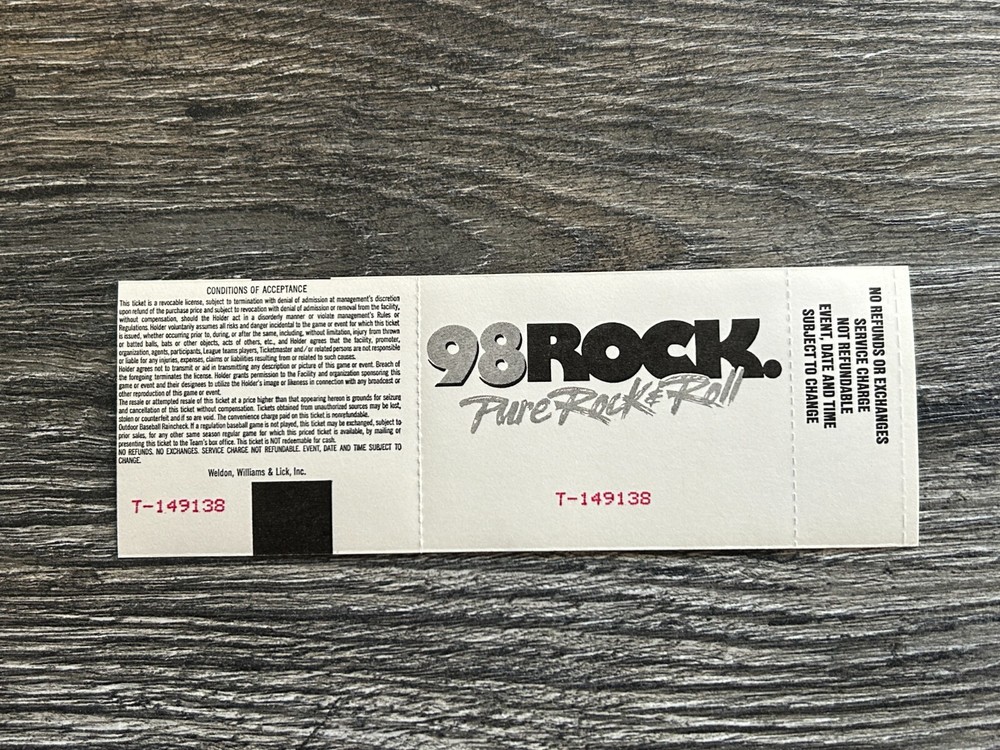 CONDITIONS OF ACCEPTANCE
This ticket is a revocable license, subject to termination with denial of admission at management's discretion
upon refund of the purchase price and subject to revocation with denial of admission or removal from the facility,
without compensation, should the Holder act in a disorderly manner or violate management's Rules or
Regulations. Holder voluntarily assumes all risks and danger incidental to the game or event for which this ticket
is issued, whether occurring prior to, during, or after the same, including, without limitation, injury from thrown
or batted balls, bats or other objects, acts of others, etc., and Holder agrees that the facility, promoter,
organization, agents, participants, League teams players, Ticketmaster and/or related persons are not responsible
or liable for any injuries, expenses, claims or liabilities resulting from or related to such causes.
Holder agrees not to transmit or aid in transmitting any description or picture of this game or event. Breach of
the foregoing terminates the license. Holder grants permission to the Facility and organization sponsoring this
game or event and their designees to utilize the Holder's image or likeness in connection with any broadcast or
other reproduction of this game or event.
The resale or attempted resale of this ticket at a price higher than that appearing hereon is grounds for seizure
and cancellation of this ticket without compensation. Tickets obtained from unauthorized sources may be lost,
stolen or counterfeit and if so are void. The convenience charge paid on this ticket is nonrefundable.
Outdoor Baseball Raincheck. If a regulation baseball game is not played, this ticket may be exchanged, subject to
prior sales, for any other same season regular game for which this priced ticket is available, by mailing or
presenting this ticket to the Team's box office. This ticket is NOT redeemable for cash.
NO REFUNDS. NO EXCHANGES. SERVICE CHARGE NOT REFUNDABLE. EVENT, DATE AND TIME SUBJECT TO
CHANGE.
Weldon, Williams & Lick, Inc.
T-149138
98ROCK.
Pure Rock & Roll
T-149138
NO REFUNDS OR EXCHANGES
SERVICE CHARGE
NOT REFUNDABLE
EVENT, DATE AND TIME
SUBJECT TO CHANGE